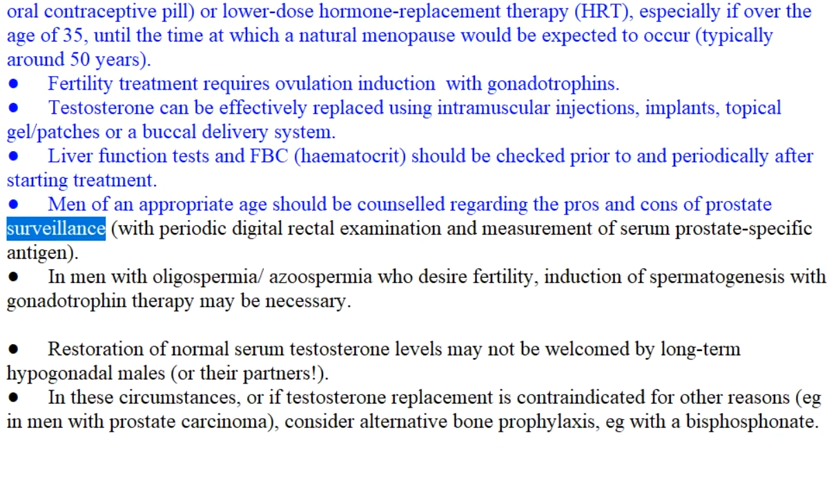 oral contraceptive pill) or lower-dose hormone-replacement therapy (HRT), especially if over the
age of 35, until the time at which a natural menopause would be expected to occur (typically
around 50 years).
● Fertility treatment requires ovulation induction with gonadotrophins.
● Testosterone can be effectively replaced using intramuscular injections, implants, topical
gel/patches or a buccal delivery system.
● Liver function tests and FBC (haematocrit) should be checked prior to and periodically after
starting treatment.
● Men of an appropriate age should be counselled regarding the pros and cons of prostate
surveillance (with periodic digital rectal examination and measurement of serum prostate-specific
antigen).
● In men with oligospermia/ azoospermia who desire fertility, induction of spermatogenesis with
gonadotrophin therapy may be necessary.
● Restoration of normal serum testosterone levels may not be welcomed by long-term
hypogonadal males (or their partners!).
● In these circumstances, or if testosterone replacement is contraindicated for other reasons (eg
in men with prostate carcinoma), consider alternative bone prophylaxis, eg with a bisphosphonate.